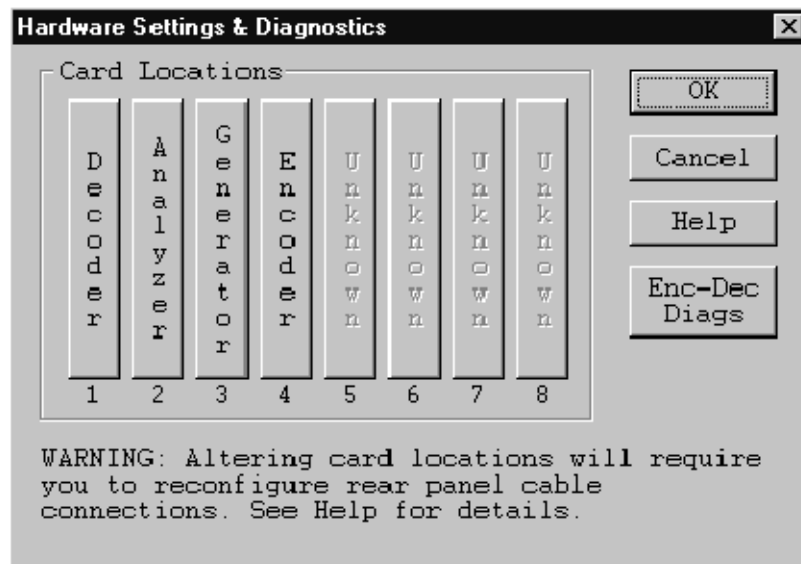 Hardware Settings & Diagnostics
Card Locations
Decoder
Analyzer
Generator
Encoder
Unknown
Unknown
Unknown
Unknown
1 2 3 4 5 6 7 8
OK
Cancel
Help
Enc-Dec
Diags
WARNING: Altering card locations will require
you to reconfigure rear panel cable
connections. See Help for details.